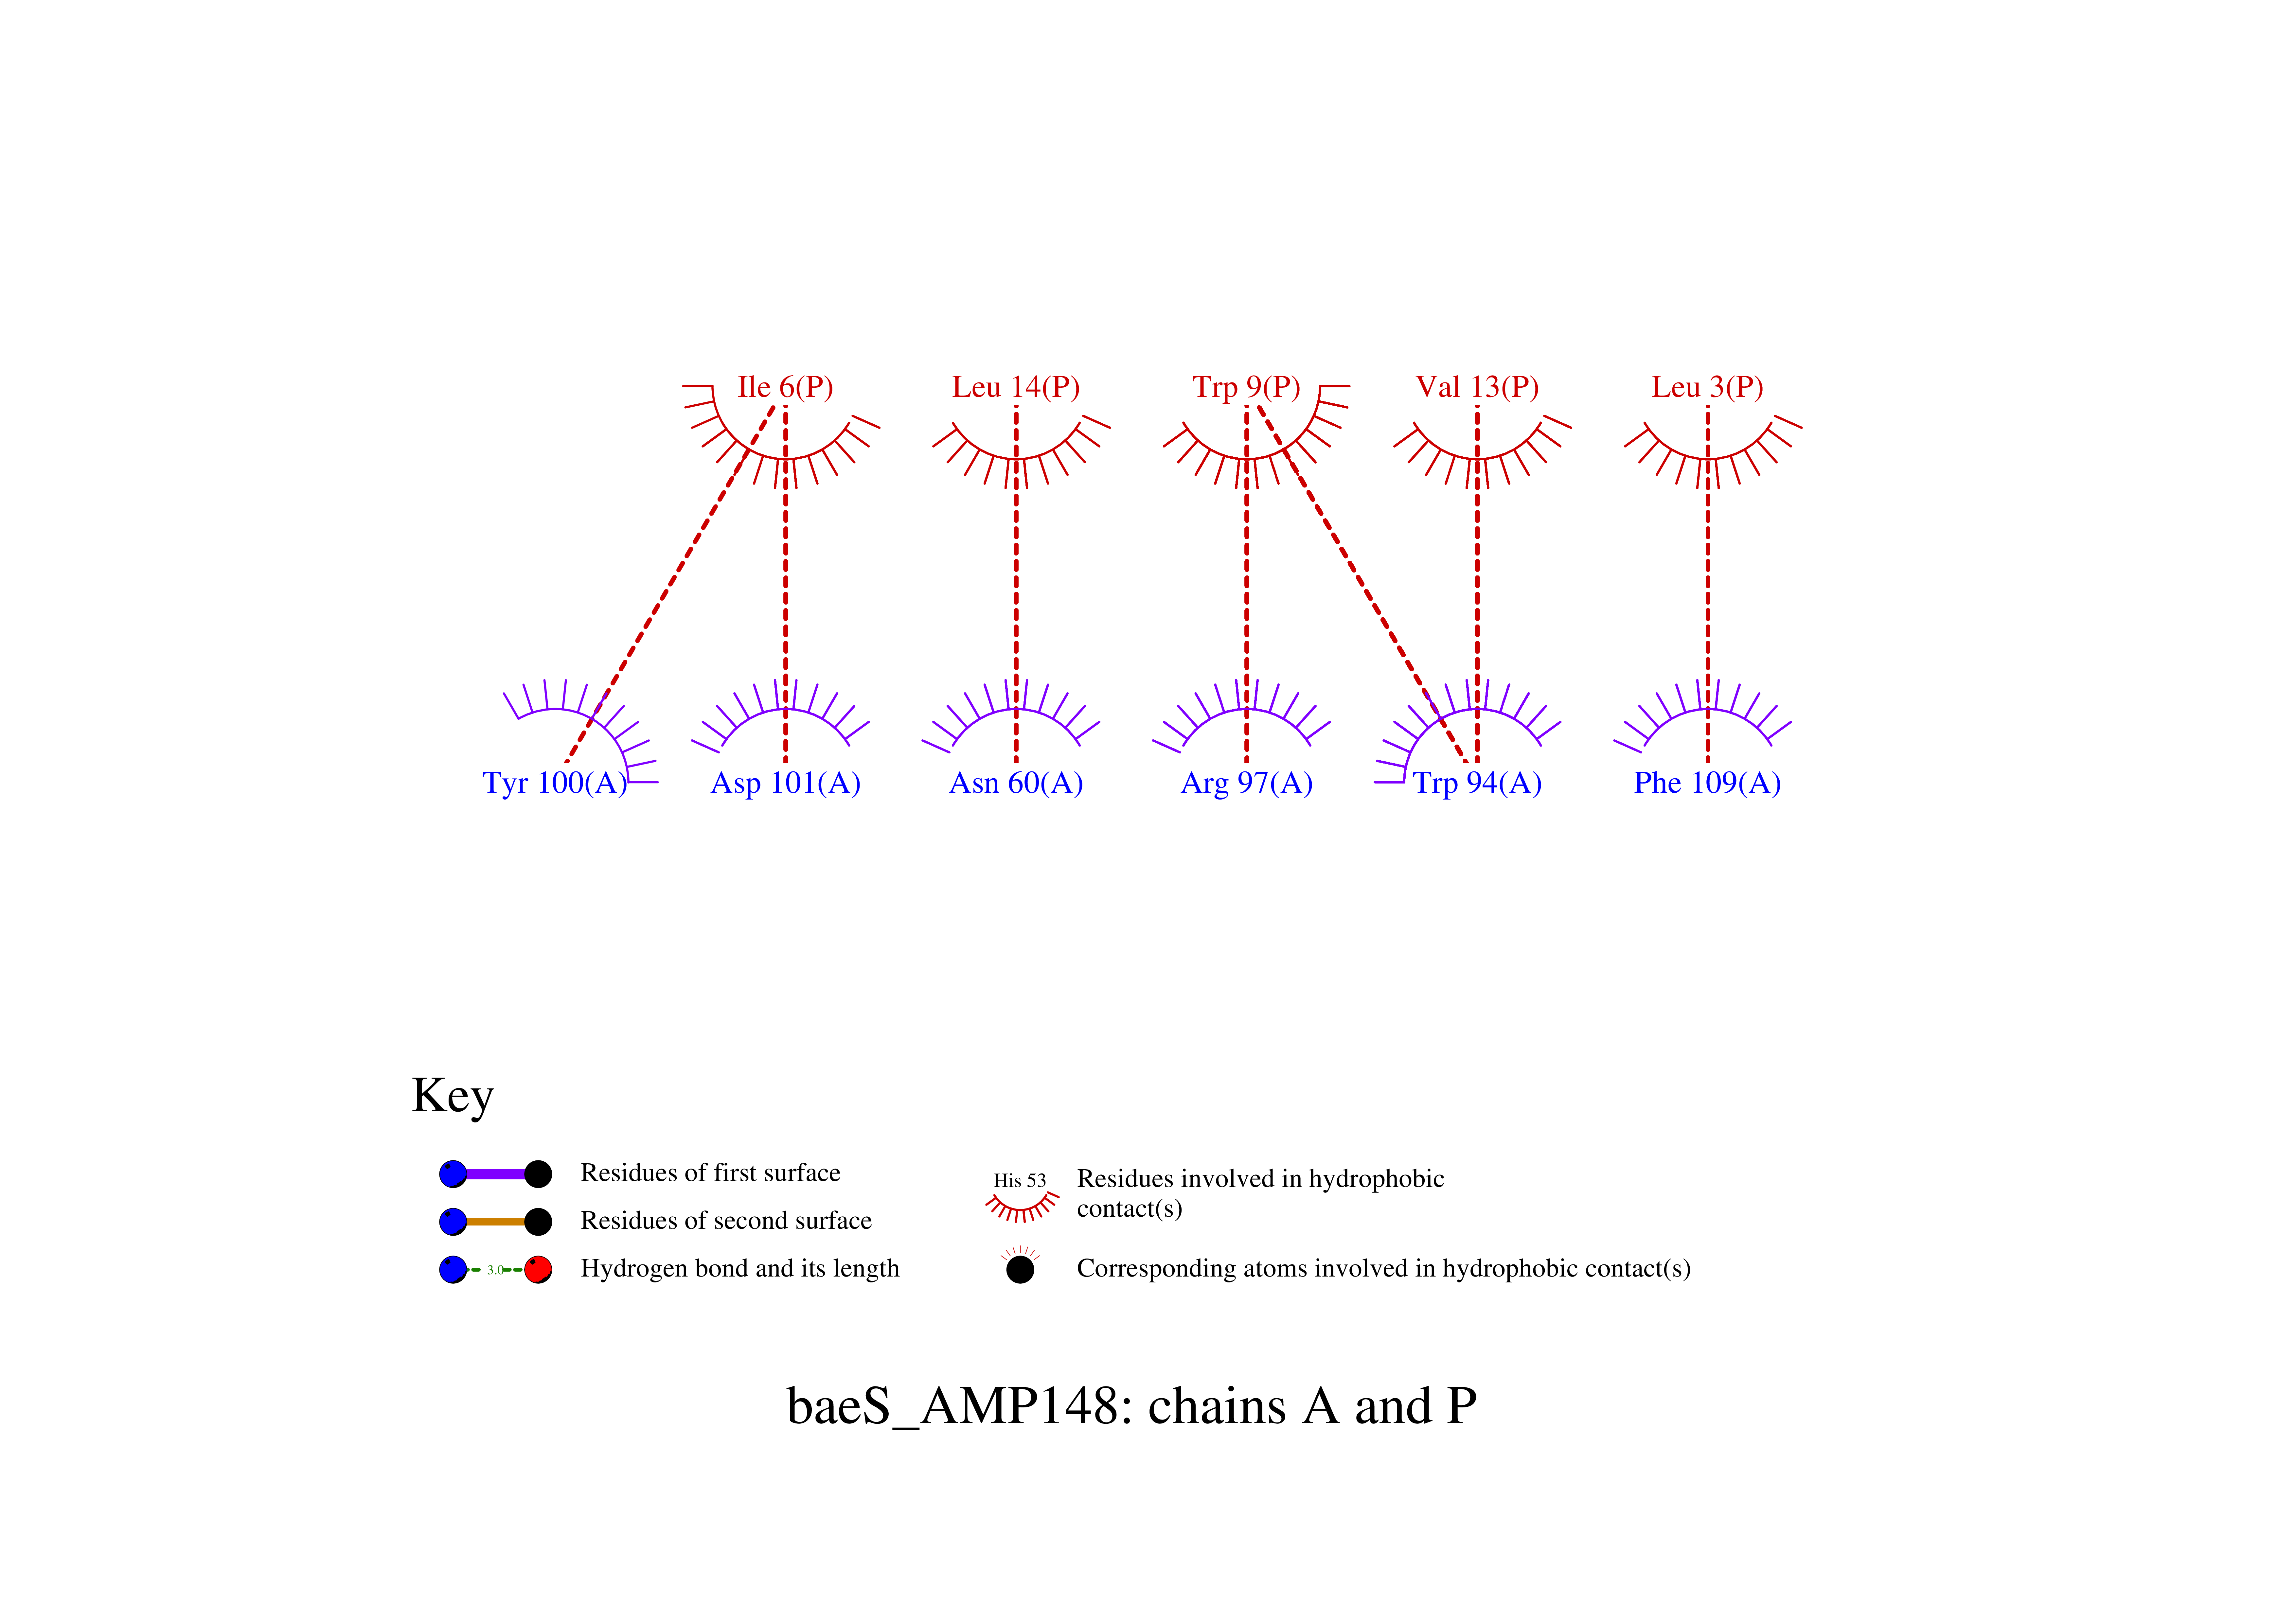 Ile 6(P) Leu 14(P) Trp 9(P) Val 13(P) Leu 3(P)
Tyr 100(A) Asp 101(A) Asn 60(A) Arg 97(A) Trp 94(A) Phe 109(A)
Key
Residues of first surface
Residues of second surface
3.0 Hydrogen bond and its length
His 53 Residues involved in hydrophobic
contact(s)
Corresponding atoms involved in hydrophobic contact(s)
baeS_AMP148: chains A and P